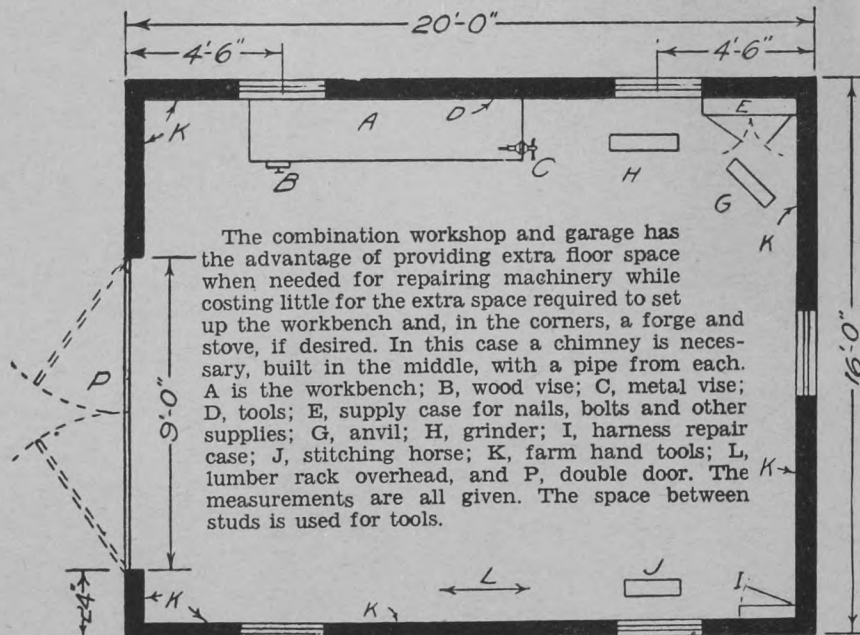 20'-0"
4'-6"
4'-6"
A
D
E
K
B
C
H
G
K
The combination workshop and garage has
the advantage of providing extra floor space
when needed for repairing machinery while
costing little for the extra space required to set
up the workbench and, in the corners, a forge and
stove, if desired. In this case a chimney is neces-
sary, built in the middle, with a pipe from each.
A is the workbench; B, wood vise; C, metal vise;
D, tools; E, supply case for nails, bolts and other
supplies; G, anvil; H, grinder; I, harness repair
case; J, stitching horse; K, farm hand tools; L,
lumber rack overhead, and P, double door. The
measurements are all given. The space between
studs is used for tools.
P
9'-0"
16'-0"
K
L
J
I
K
K